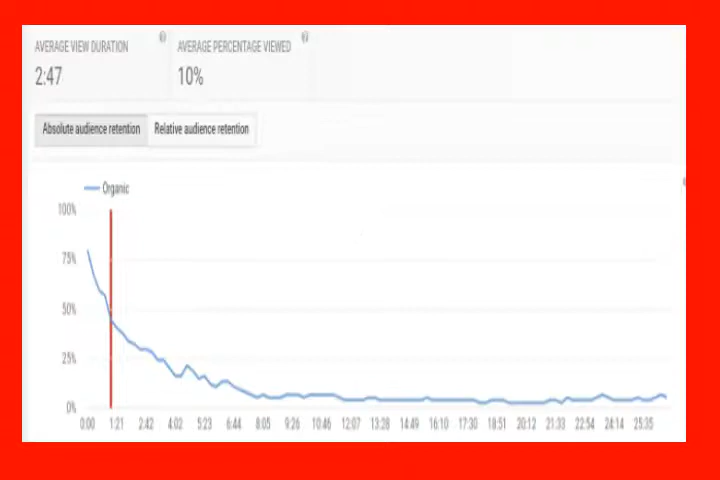 AVERAGE VIEW DURATION
AVERAGE PERCENTAGE VIEWED
2:47
10%
Absolute audience retention
Relative audience retention
Organic
100%
75%
50%
25%
0%
0:00 1:21 2:42 4:02 5:23 6:44 8:05 9:26 10:46 12:07 13:28 14:49 16:10 17:30 18:51 20:12 21:33 22:54 24:14 25:35